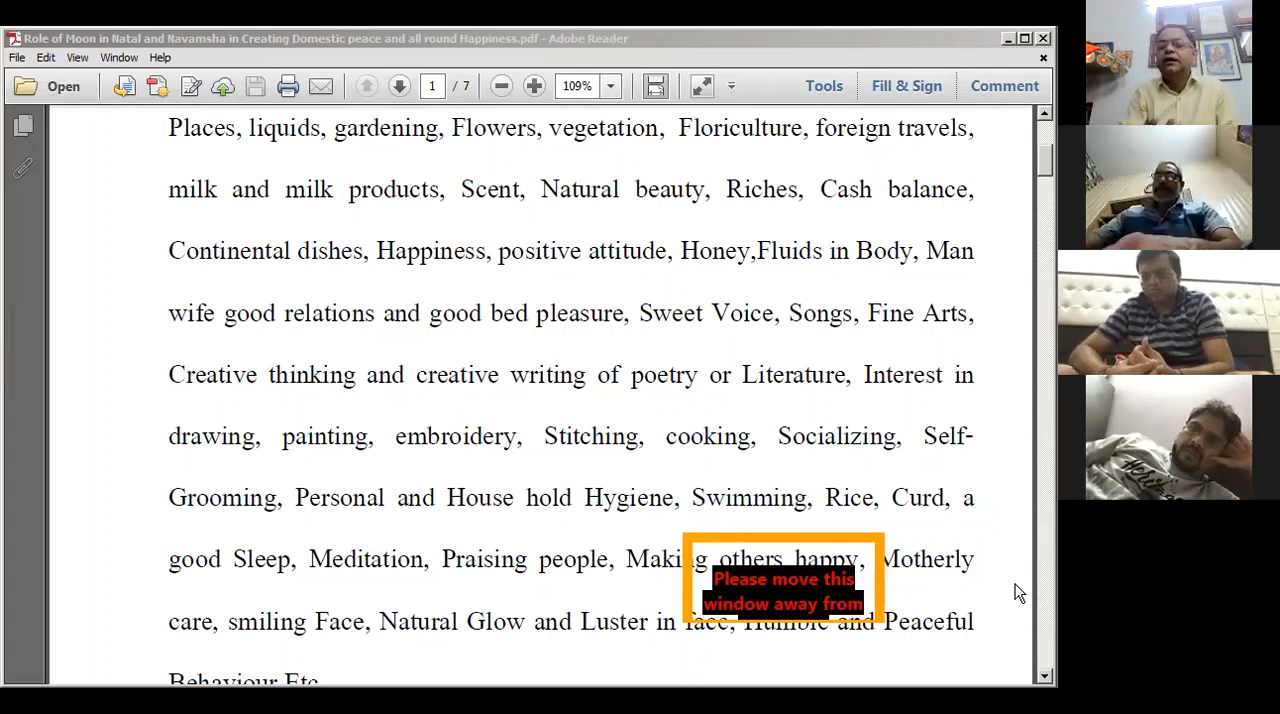 Role of Moon in Natal and Navamsha in Creating Domestic peace and all round Happiness.pdf - Adobe Reader
File Edit View Window Help
Open 1 / 7 109% Tools Fill & Sign Comment
Places, liquids, gardening, Flowers, vegetation, Floriculture, foreign travels,
milk and milk products, Scent, Natural beauty, Riches, Cash balance,
Continental dishes, Happiness, positive attitude, Honey,Fluids in Body, Man
wife good relations and good bed pleasure, Sweet Voice, Songs, Fine Arts,
Creative thinking and creative writing of poetry or Literature, Interest in
drawing, painting, embroidery, Stitching, cooking, Socializing, Self-
Grooming, Personal and House hold Hygiene, Swimming, Rice, Curd, a
good Sleep, Meditation, Praising people, Making others happy, Motherly
Please move this
window away from
care, smiling Face, Natural Glow and Luster in face, Humble and Peaceful
Behaviour Etc